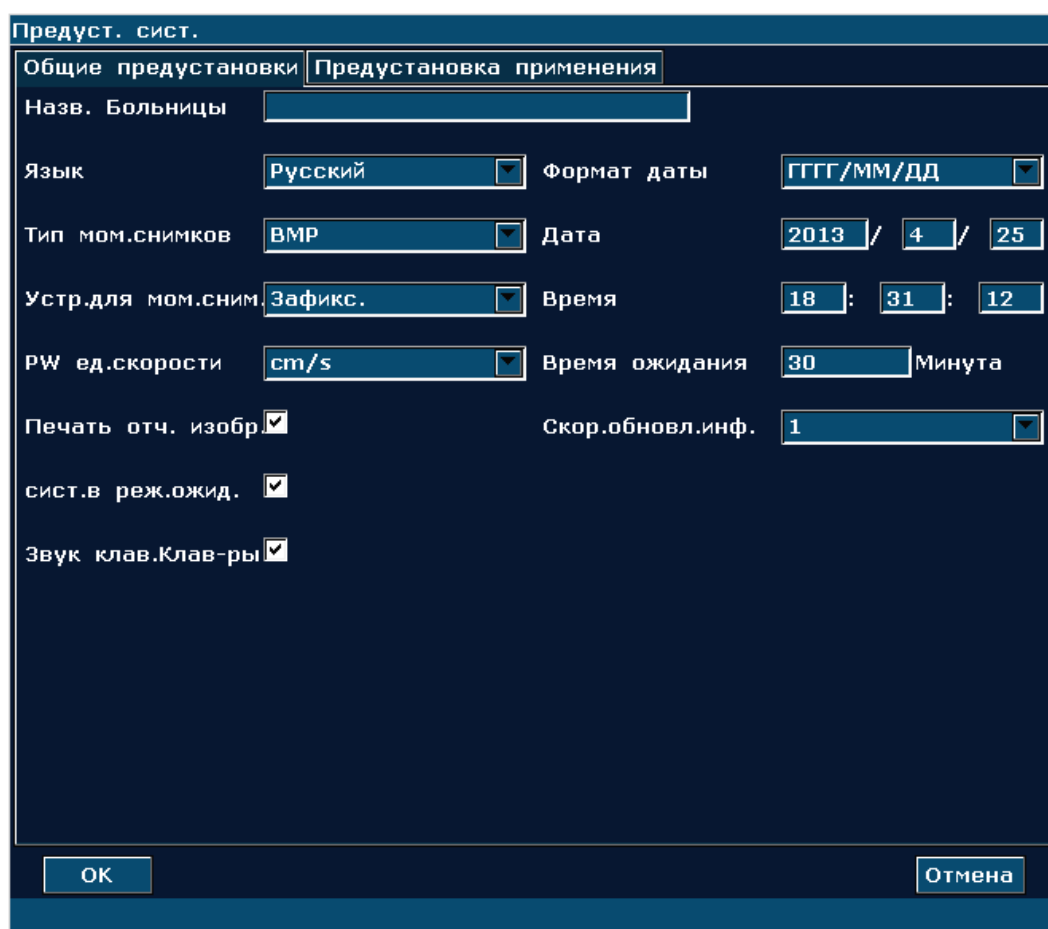 Предуст. сист.
Общие предустановки Предустановка применения
Назв. Больницы
Язык Русский Формат даты ГГГГ/ММ/ДД
Тип мом.снимков BMP Дата 2013 / 4 / 25
Устр.для мом.сним. Зафикс. Время 18 : 31 : 12
PW ед.скорости cm/s Время ожидания 30 Минута
Печать отч. изобр. Скор.обновл.инф. 1
сист.в реж.ожид.
Звук клав.Клав-ры
OK Отмена